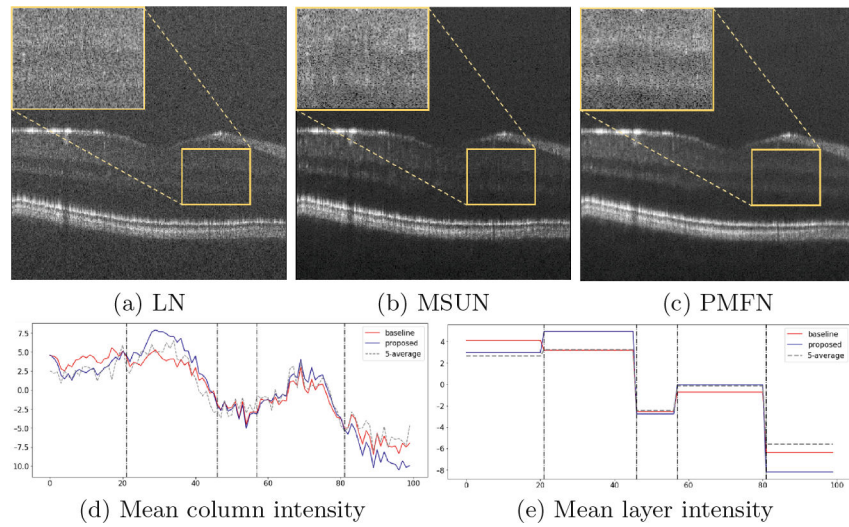 (a) LN
(b) MSUN
(c) PMFN
7.5
5.0
2.5
0.0
-2.5
-5.0
-7.5
10.0
0
20
40
60
80
100
baseline
proposed
5-average
(d) Mean column intensity
4
2
0
-2
-4
-6
-8
0
20
40
60
80
100
baseline
proposed
5-average
(e) Mean layer intensity